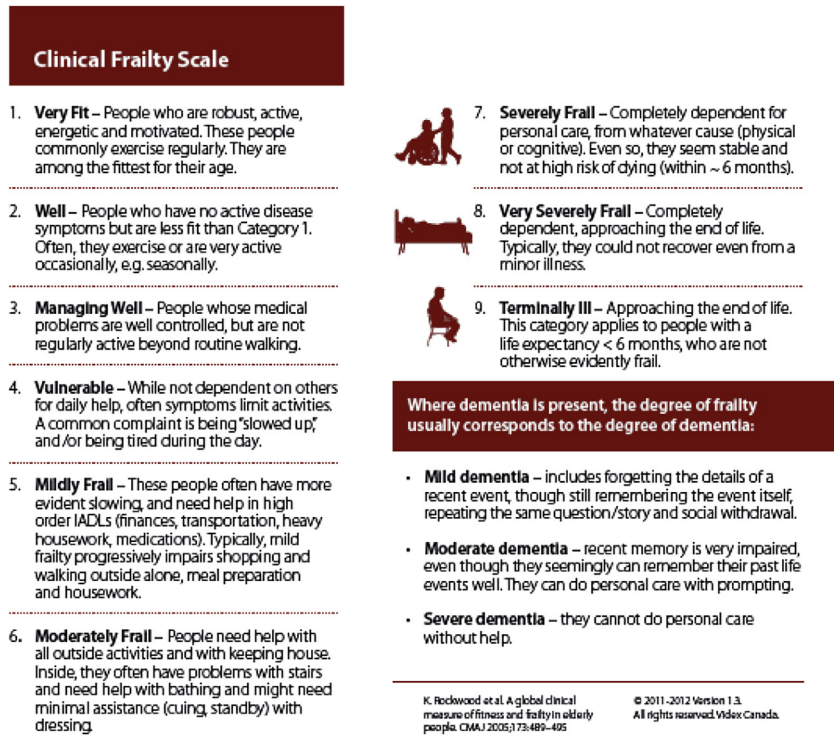 Clinical Frailty Scale
1. Very Fit – People who are robust, active,
energetic and motivated. These people
commonly exercise regularly. They are
among the fittest for their age.
2. Well – People who have no active disease
symptoms but are less fit than Category 1.
Often, they exercise or are very active
occasionally, e.g. seasonally.
3. Managing Well – People whose medical
problems are well controlled, but are not
regularly active beyond routine walking.
4. Vulnerable – While not dependent on others
for daily help, often symptoms limit activities.
A common complaint is being "slowed up,"
and/or being tired during the day.
5. Mildly Frail – These people often have more
evident slowing, and need help in high
order IADLs (finances, transportation, heavy
housework, medications). Typically, mild
frailty progressively impairs shopping and
walking outside alone, meal preparation
and housework.
6. Moderately Frail – People need help with
all outside activities and with keeping house.
Inside, they often have problems with stairs
and need help with bathing and might need
minimal assistance (cuing, standby) with
dressing.
7. Severely Frail – Completely dependent for
personal care, from whatever cause (physical
or cognitive). Even so, they seem stable and
not at high risk of dying (within ~ 6 months).
8. Very Severely Frail – Completely
dependent, approaching the end of life.
Typically, they could not recover even from a
minor illness.
9. Terminally Ill – Approaching the end of life.
This category applies to people with a
life expectancy < 6 months, who are not
otherwise evidently frail.
Where dementia is present, the degree of frailty
usually corresponds to the degree of dementia:
• Mild dementia – includes forgetting the details of a
recent event, though still remembering the event itself,
repeating the same question/story and social withdrawal.
• Moderate dementia – recent memory is very impaired,
even though they seemingly can remember their past life
events well. They can do personal care with prompting.
• Severe dementia – they cannot do personal care
without help.
K. Rockwood et al. A global clinical
measure of fitness and frailty in elderly
people. CMAJ 2005;173:489–495
© 2011-2012 Version 1.3.
All rights reserved. Videx Canada.